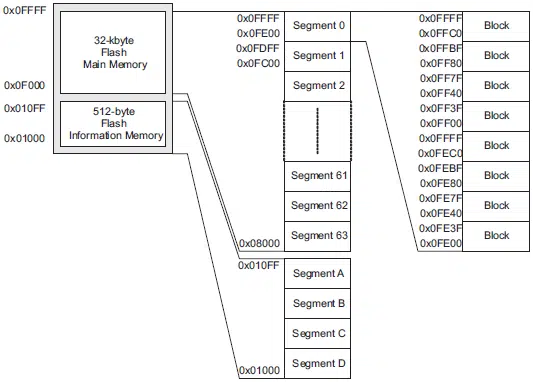 0x0FFFF
32-kbyte
Flash
Main Memory
0x0F000
0x010FF
512-byte
Flash
Information Memory
0x01000
0x0FFFF
Segment 0
0x0FE00
0x0FDFF
Segment 1
0x0FC00
Segment 2
Segment 61
Segment 62
Segment 63
0x08000
0x010FF
Segment A
Segment B
Segment C
Segment D
0x01000
0x0FFFF
Block
0x0FFC0
0x0FFBF
Block
0x0FF80
0x0FF7F
Block
0x0FF40
0x0FF3F
Block
0x0FF00
0x0FFFF
Block
0x0FEC0
0x0FEBF
Block
0x0FE80
0x0FE7F
Block
0x0FE40
0x0FE3F
Block
0x0FE00